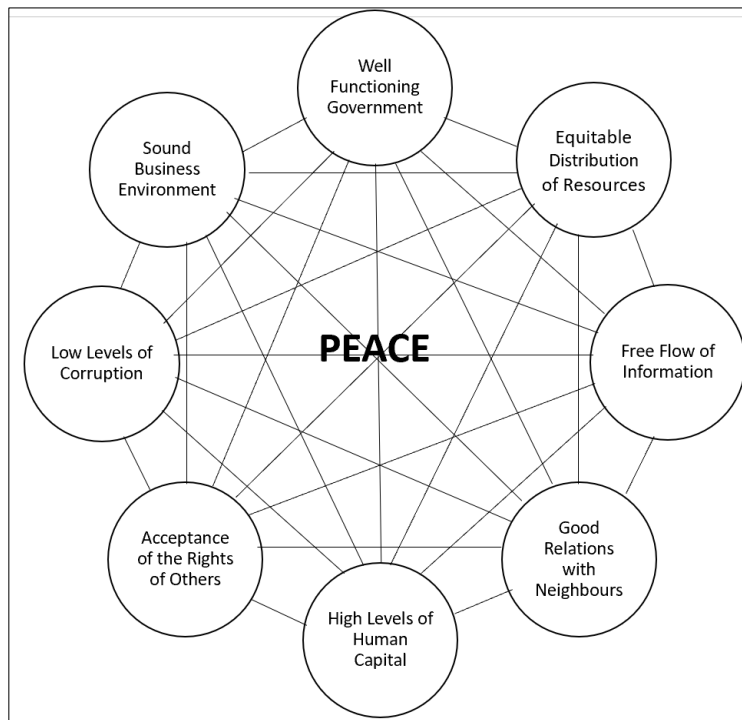 Well
Functioning
Government
Equitable
Distribution
of Resources
Free Flow of
Information
Good
Relations
with
Neighbours
High Levels of
Human
Capital
Acceptance
of the Rights
of Others
Low Levels of
Corruption
Sound
Business
Environment
PEACE